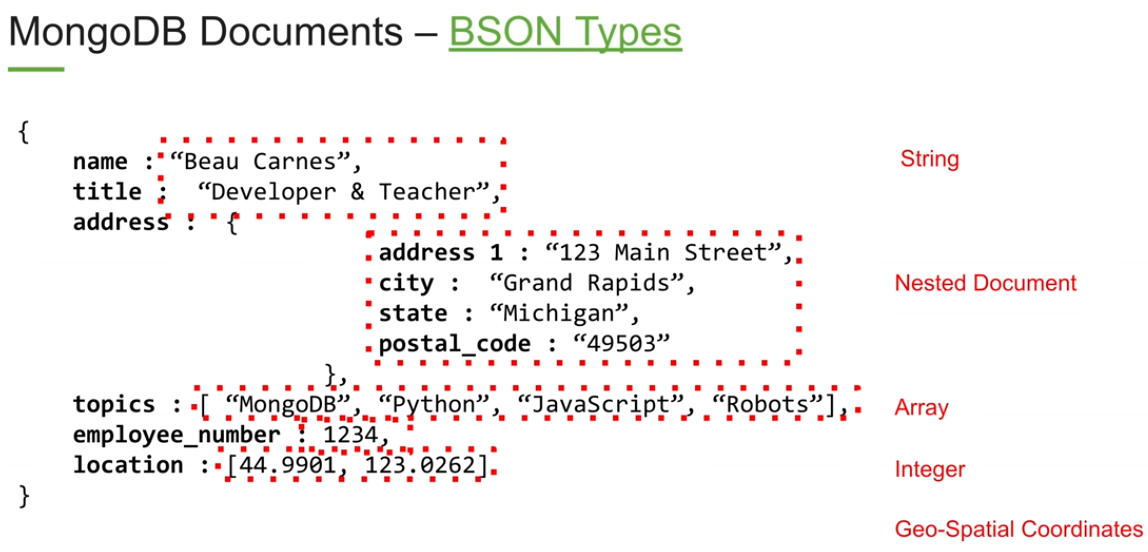 MongoDB Documents – BSON Types
{
name : “Beau Carnes”,
String
title : “Developer & Teacher”,
address : {
address 1 : “123 Main Street”,
city : “Grand Rapids”,
Nested Document
state : “Michigan”,
postal_code : “49503”
},
topics : [ “MongoDB”, “Python”, “JavaScript”, “Robots”],
Array
employee_number : 1234,
location : [44.9901, 123.0262]
Integer
}
Geo-Spatial Coordinates